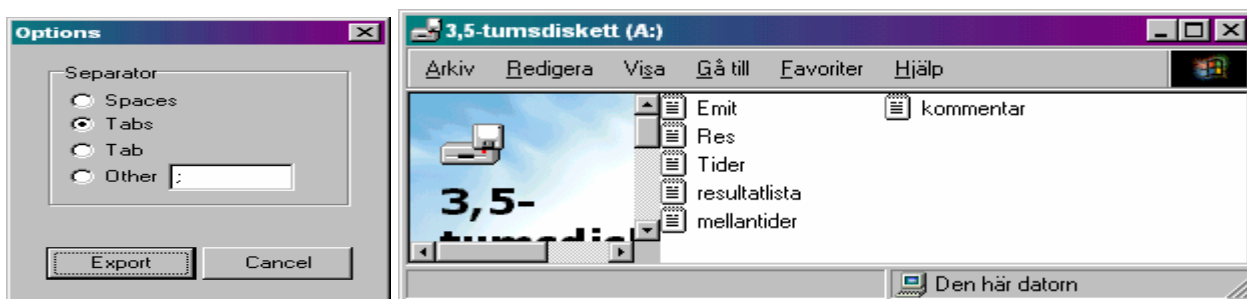 Options
Separator
Spaces
Tabs
Tab
Other ;
Export Cancel
3,5-tumsdiskett (A:)
Arkiv Redigera Visa Gå till Favoriter Hjälp
Emit kommentar
Res
Tider
resultatlista
mellantider
3,5-
Den här datorn